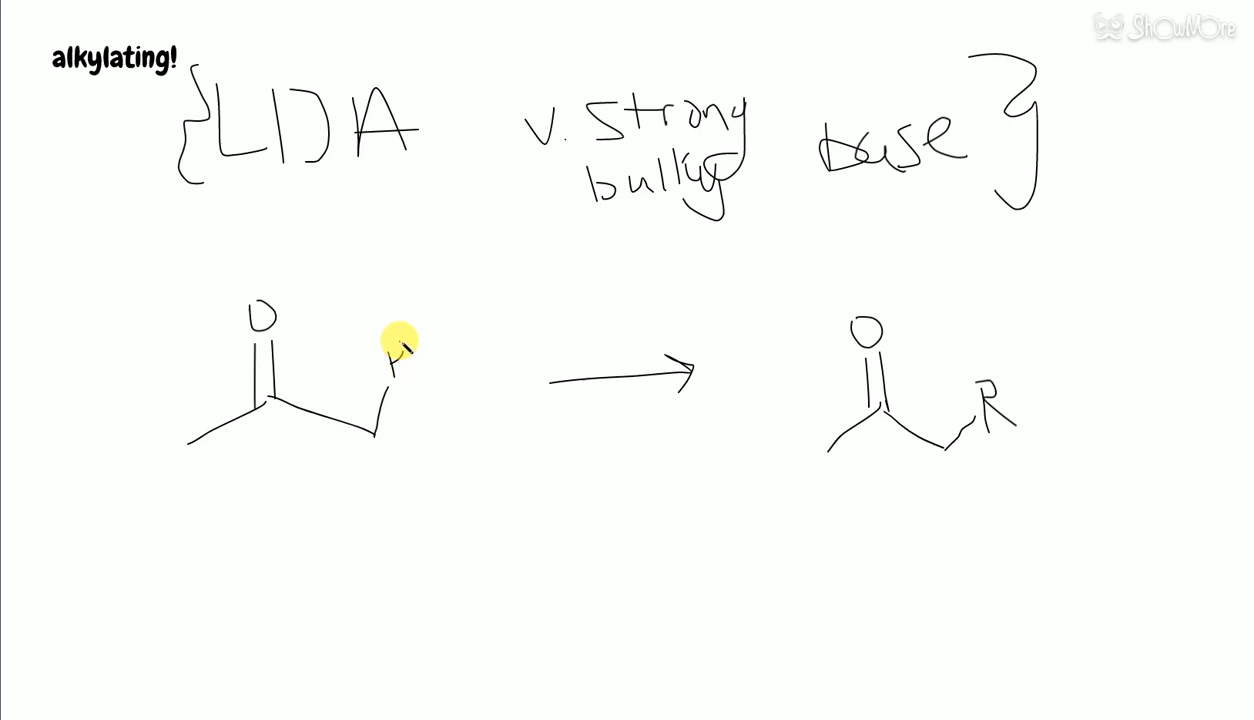 ShowMore
alkylating!
{LDA v. strong base}
bulky
O
O
R